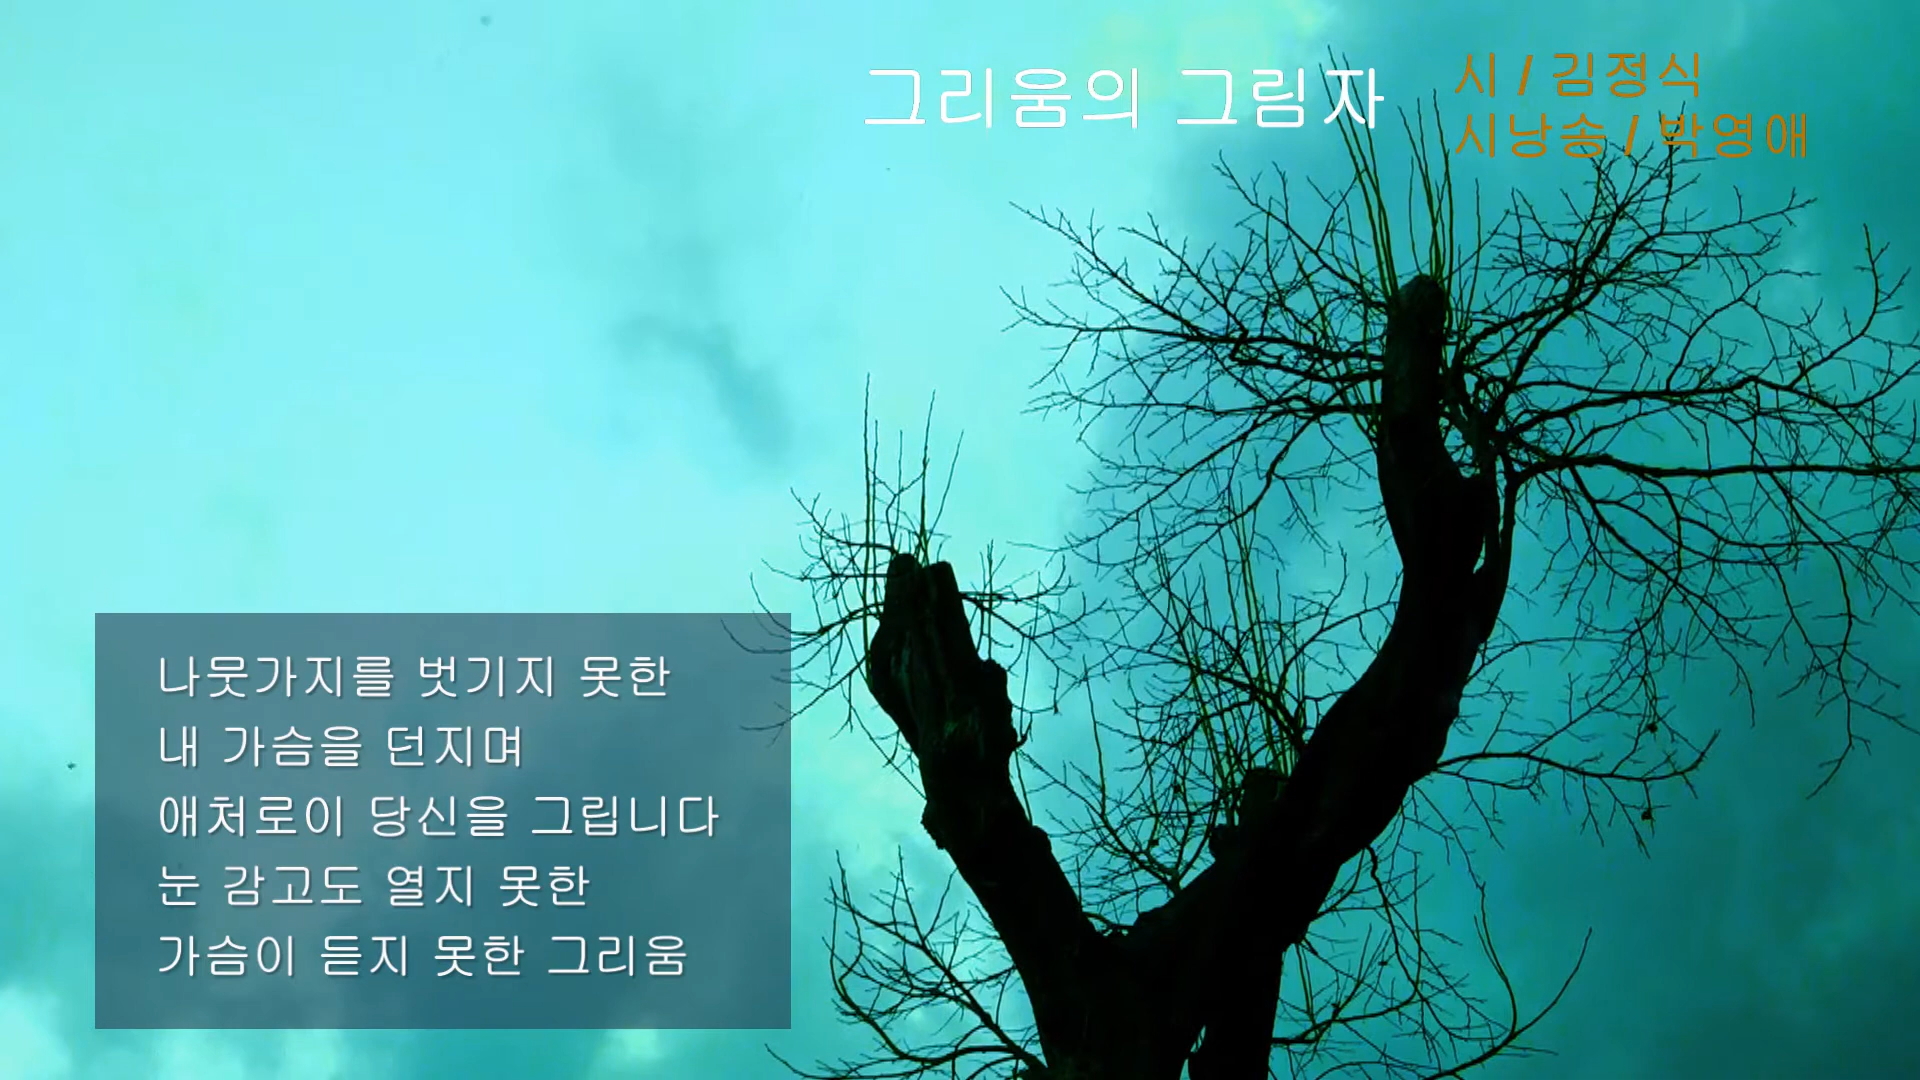 그리움의 그림자
시 / 김정식
시낭송 / 박영애
나뭇가지를 벗기지 못한
내 가슴을 던지며
애처로이 당신을 그립니다
눈 감고도 열지 못한
가슴이 듣지 못한 그리움